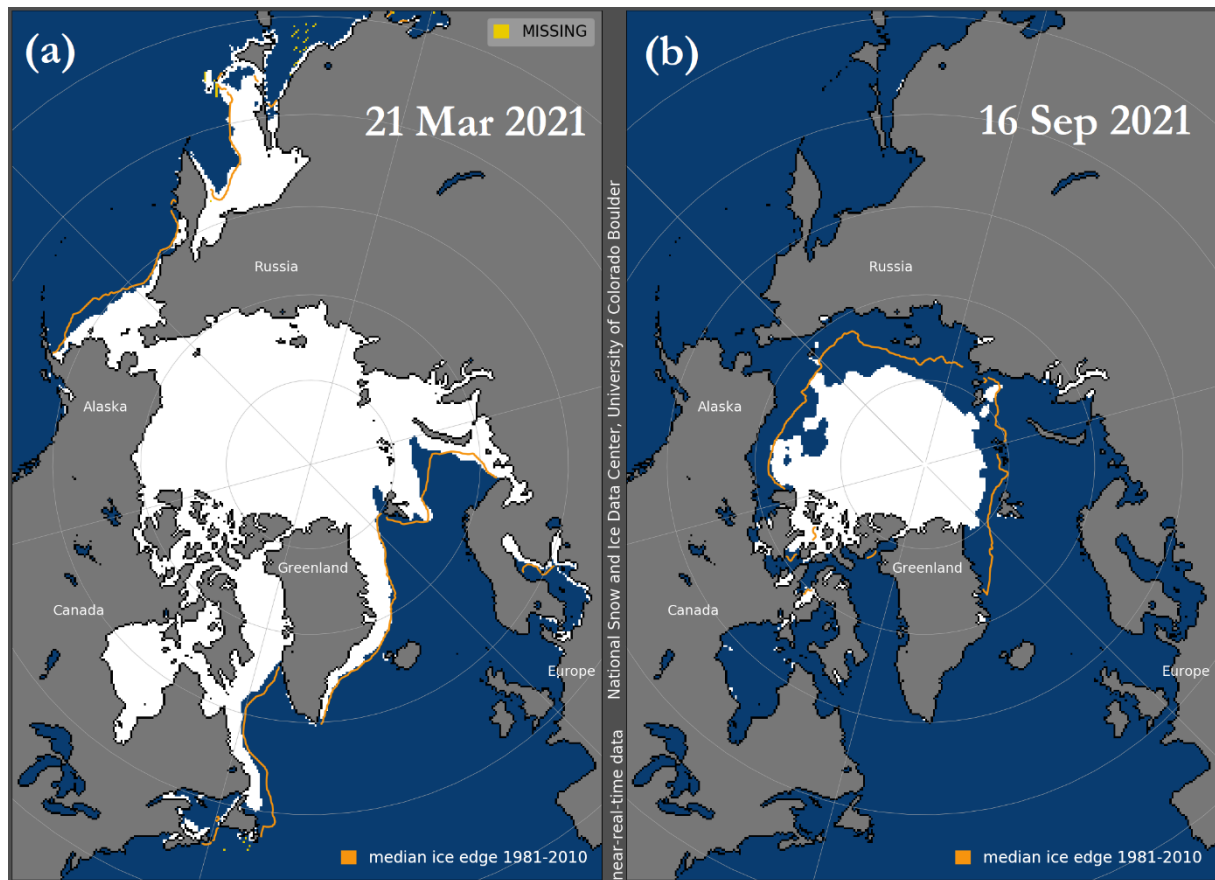 (a)
MISSING
21 Mar 2021
Russia
Alaska
Greenland
Canada
Europe
median ice edge 1981-2010
near-real-time data National Snow and Ice Data Center, University of Colorado Boulder
(b)
16 Sep 2021
Russia
Alaska
Greenland
Canada
Europe
median ice edge 1981-2010